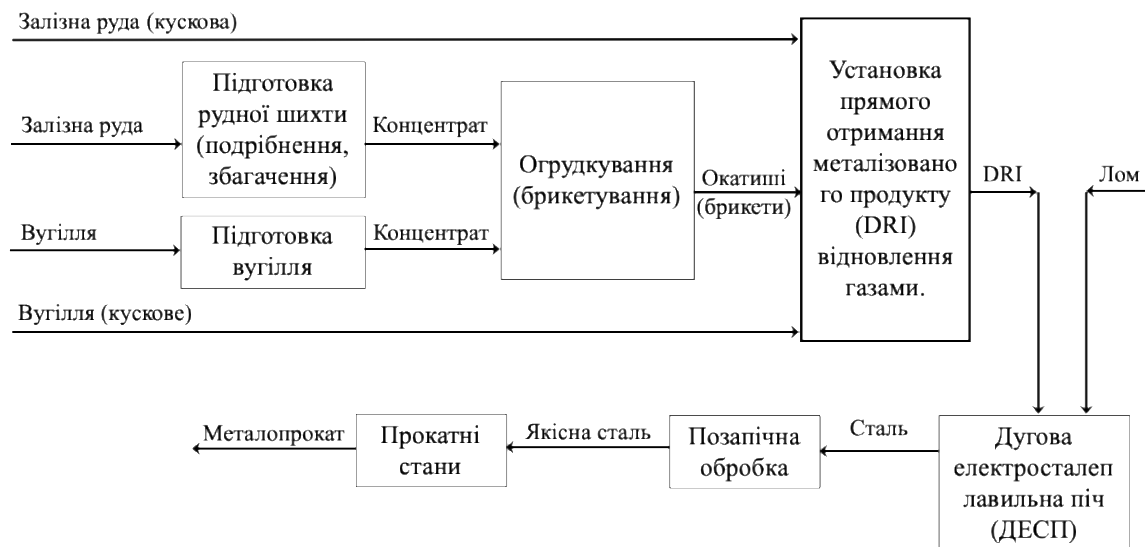 Залізна руда (кускова)
Залізна руда
Підготовка
рудної шихти
(подрібнення,
збагачення)
Концентрат
Вугілля
Підготовка
вугілля
Концентрат
Огрудкування
(брикетування)
Окатиші
(брикети)
Вугілля (кускове)
Установка
прямого
отримання
металізовано
го продукту
(DRI)
відновлення
газами.
DRI
Лом
Дугова
електросталеп
лавильна піч
(ДЕСП)
Сталь
Позапічна
обробка
Якісна сталь
Прокатні
стани
Металопрокат